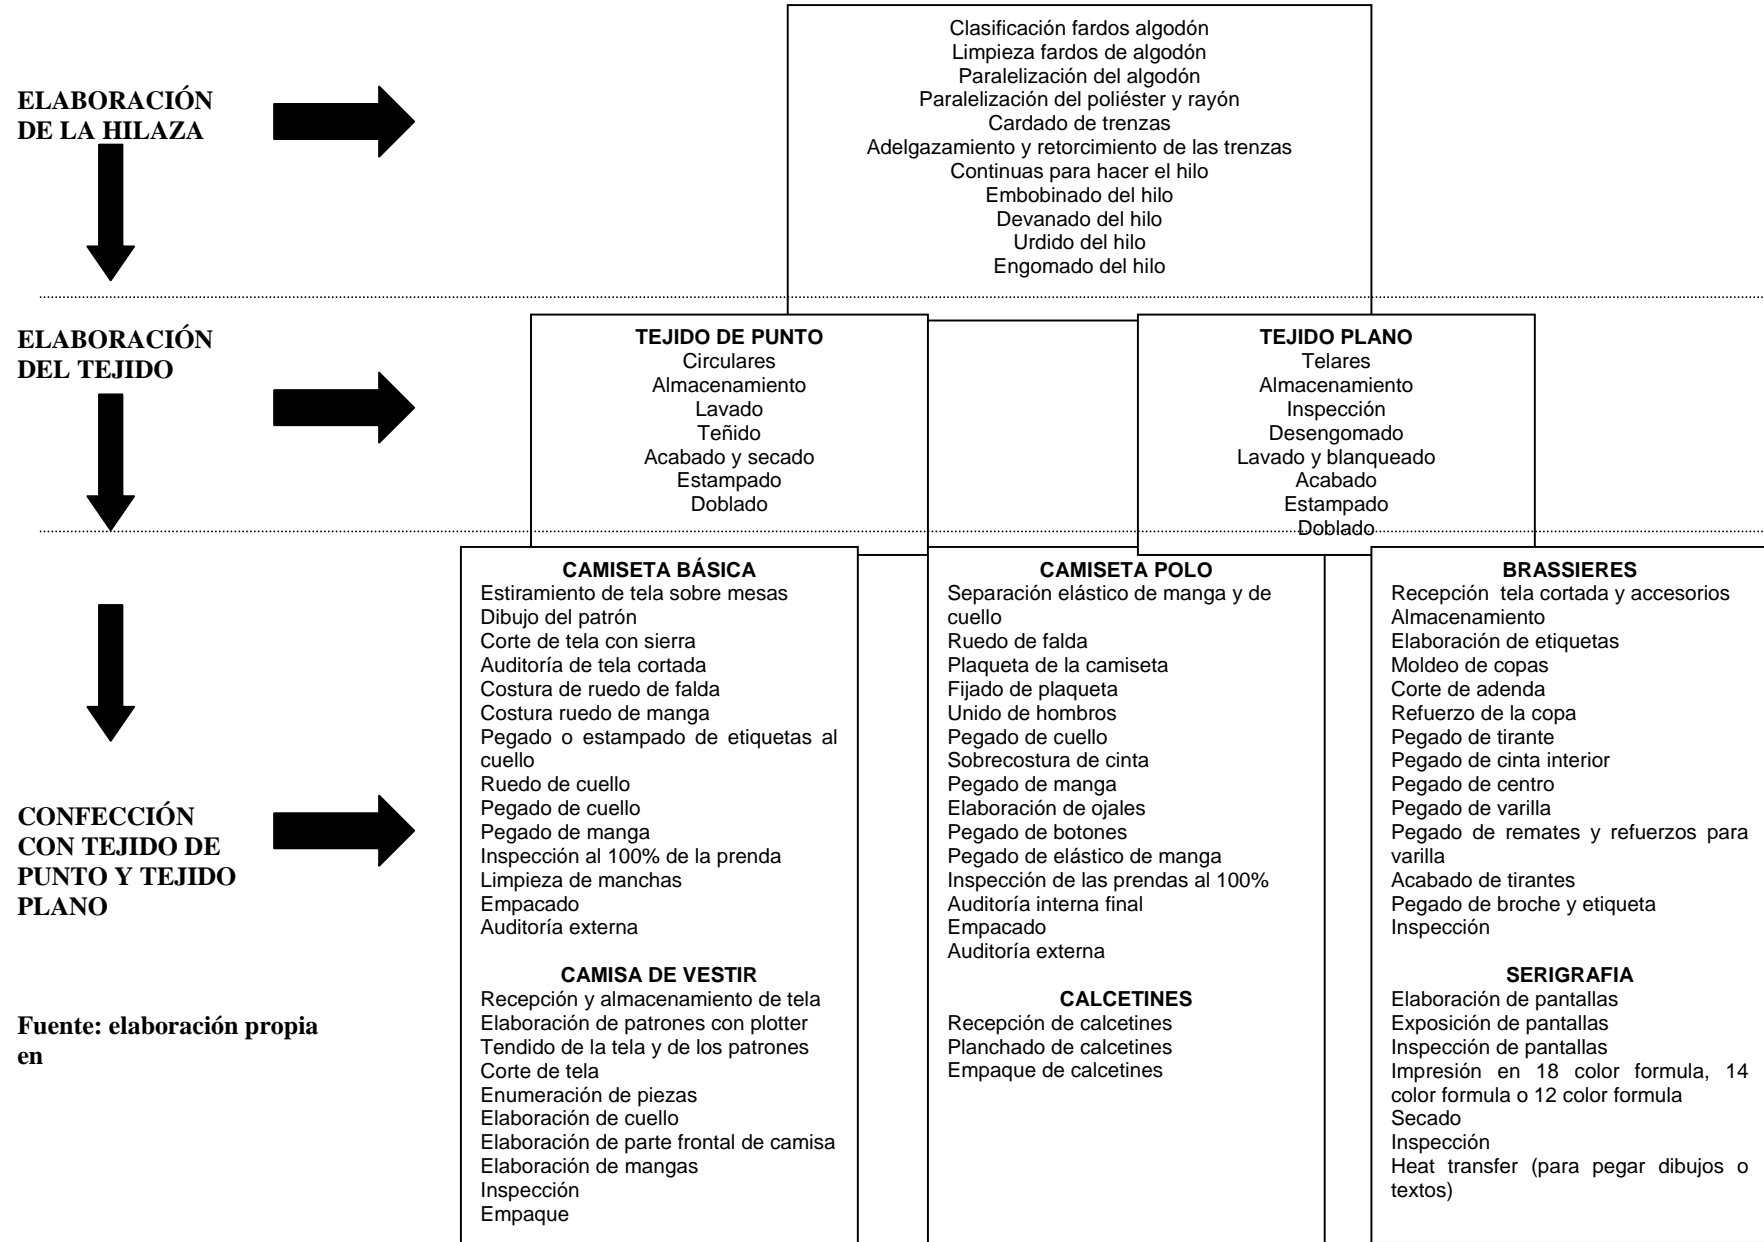 ELABORACIÓN
DE LA HILAZA
Clasificación fardos algodón
Limpieza fardos de algodón
Paralelización del algodón
Paralelización del poliéster y rayón
Cardado de trenzas
Adelgazamiento y retorcimiento de las trenzas
Continuas para hacer el hilo
Embobinado del hilo
Devanado del hilo
Urdido del hilo
Engomado del hilo
ELABORACIÓN
DEL TEJIDO
TEJIDO DE PUNTO
Circulares
Almacenamiento
Lavado
Teñido
Acabado y secado
Estampado
Doblado
TEJIDO PLANO
Telares
Almacenamiento
Inspección
Desengomado
Lavado y blanqueado
Acabado
Estampado
Doblado
CONFECCIÓN
CON TEJIDO DE
PUNTO Y TEJIDO
PLANO
CAMISETA BÁSICA
Estiramiento de tela sobre mesas
Dibujo del patrón
Corte de tela con sierra
Auditoría de tela cortada
Costura de ruedo de falda
Costura ruedo de manga
Pegado o estampado de etiquetas al
cuello
Ruedo de cuello
Pegado de cuello
Pegado de manga
Inspección al 100% de la prenda
Limpieza de manchas
Empacado
Auditoría externa
CAMISA DE VESTIR
Recepción y almacenamiento de tela
Elaboración de patrones con plotter
Tendido de la tela y de los patrones
Corte de tela
Enumeración de piezas
Elaboración de cuello
Elaboración de parte frontal de camisa
Elaboración de mangas
Inspección
Empaque
CAMISETA POLO
Separación elástico de manga y de
cuello
Ruedo de falda
Plaqueta de la camiseta
Fijado de plaqueta
Unido de hombros
Pegado de cuello
Sobrecostura de cinta
Pegado de manga
Elaboración de ojales
Pegado de botones
Pegado de elástico de manga
Inspección de las prendas al 100%
Auditoría interna final
Empacado
Auditoría externa
CALCETINES
Recepción de calcetines
Planchado de calcetines
Empaque de calcetines
BRASSIERES
Recepción tela cortada y accesorios
Almacenamiento
Elaboración de etiquetas
Moldeo de copas
Corte de adenda
Refuerzo de la copa
Pegado de tirante
Pegado de cinta interior
Pegado de centro
Pegado de varilla
Pegado de remates y refuerzos para
varilla
Acabado de tirantes
Pegado de broche y etiqueta
Inspección
SERIGRAFIA
Elaboración de pantallas
Exposición de pantallas
Inspección de pantallas
Impresión en 18 color formula, 14
color formula o 12 color formula
Secado
Inspección
Heat transfer (para pegar dibujos o
textos)
Fuente: elaboración propia
en